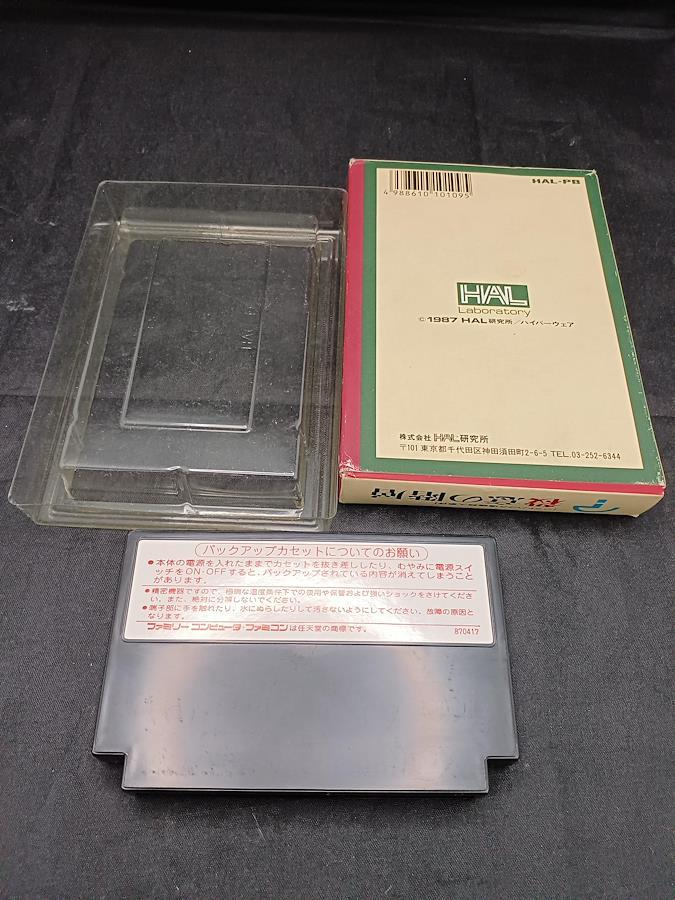 4 988610 101095
HAL-PB
HAL
Laboratory
© 1987 HAL研究所/ハイパーウェア
株式会社 HAL研究所
〒101 東京都千代田区神田須田町2-6-5 TEL.03-252-6344
殺意の階層
バックアップカセットについてのお願い
●本体の電源を入れたままでカセットを抜き差ししたり、むやみに電源スイ
ッチをON・OFFすると、バックアップされている内容が消えてしまうこと
があります。
●精密機器ですので、極端な温度条件下での使用や保管および強いショックをさけてくださ
い。また、絶対に分解しないでください。
●端子部に手を触れたり、水にぬらしたりして汚さないようにしてください。故障の原因と
なります。
ファミリーコンピュータ・ファミコンは任天堂の商標です。
870417